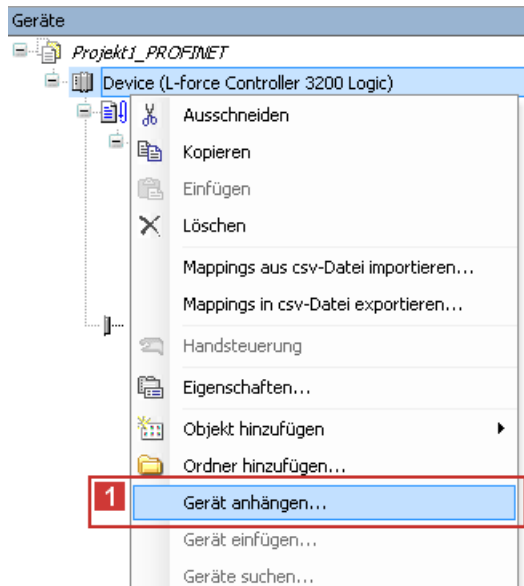 Geräte
Projekt1_PROFINET
Device (L-force Controller 3200 Logic)
Ausschneiden
Kopieren
Einfügen
Löschen
Mappings aus csv-Datei importieren...
Mappings in csv-Datei exportieren...
Handsteuerung
Eigenschaften...
Objekt hinzufügen
Ordner hinzufügen...
1 Gerät anhängen...
Gerät einfügen...
Geräte suchen...